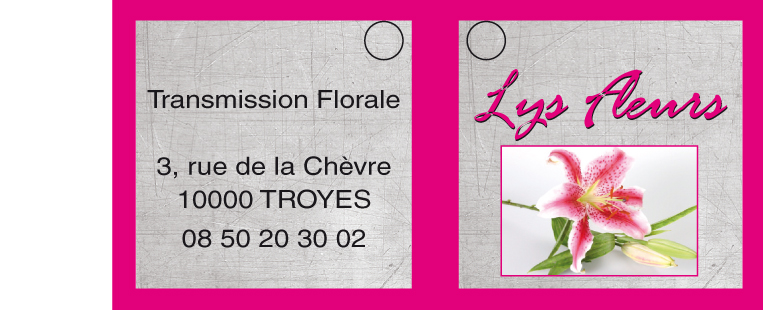 Transmission Florale
3, rue de la Chèvre
10000 TROYES
08 50 20 30 02
Lys Fleurs